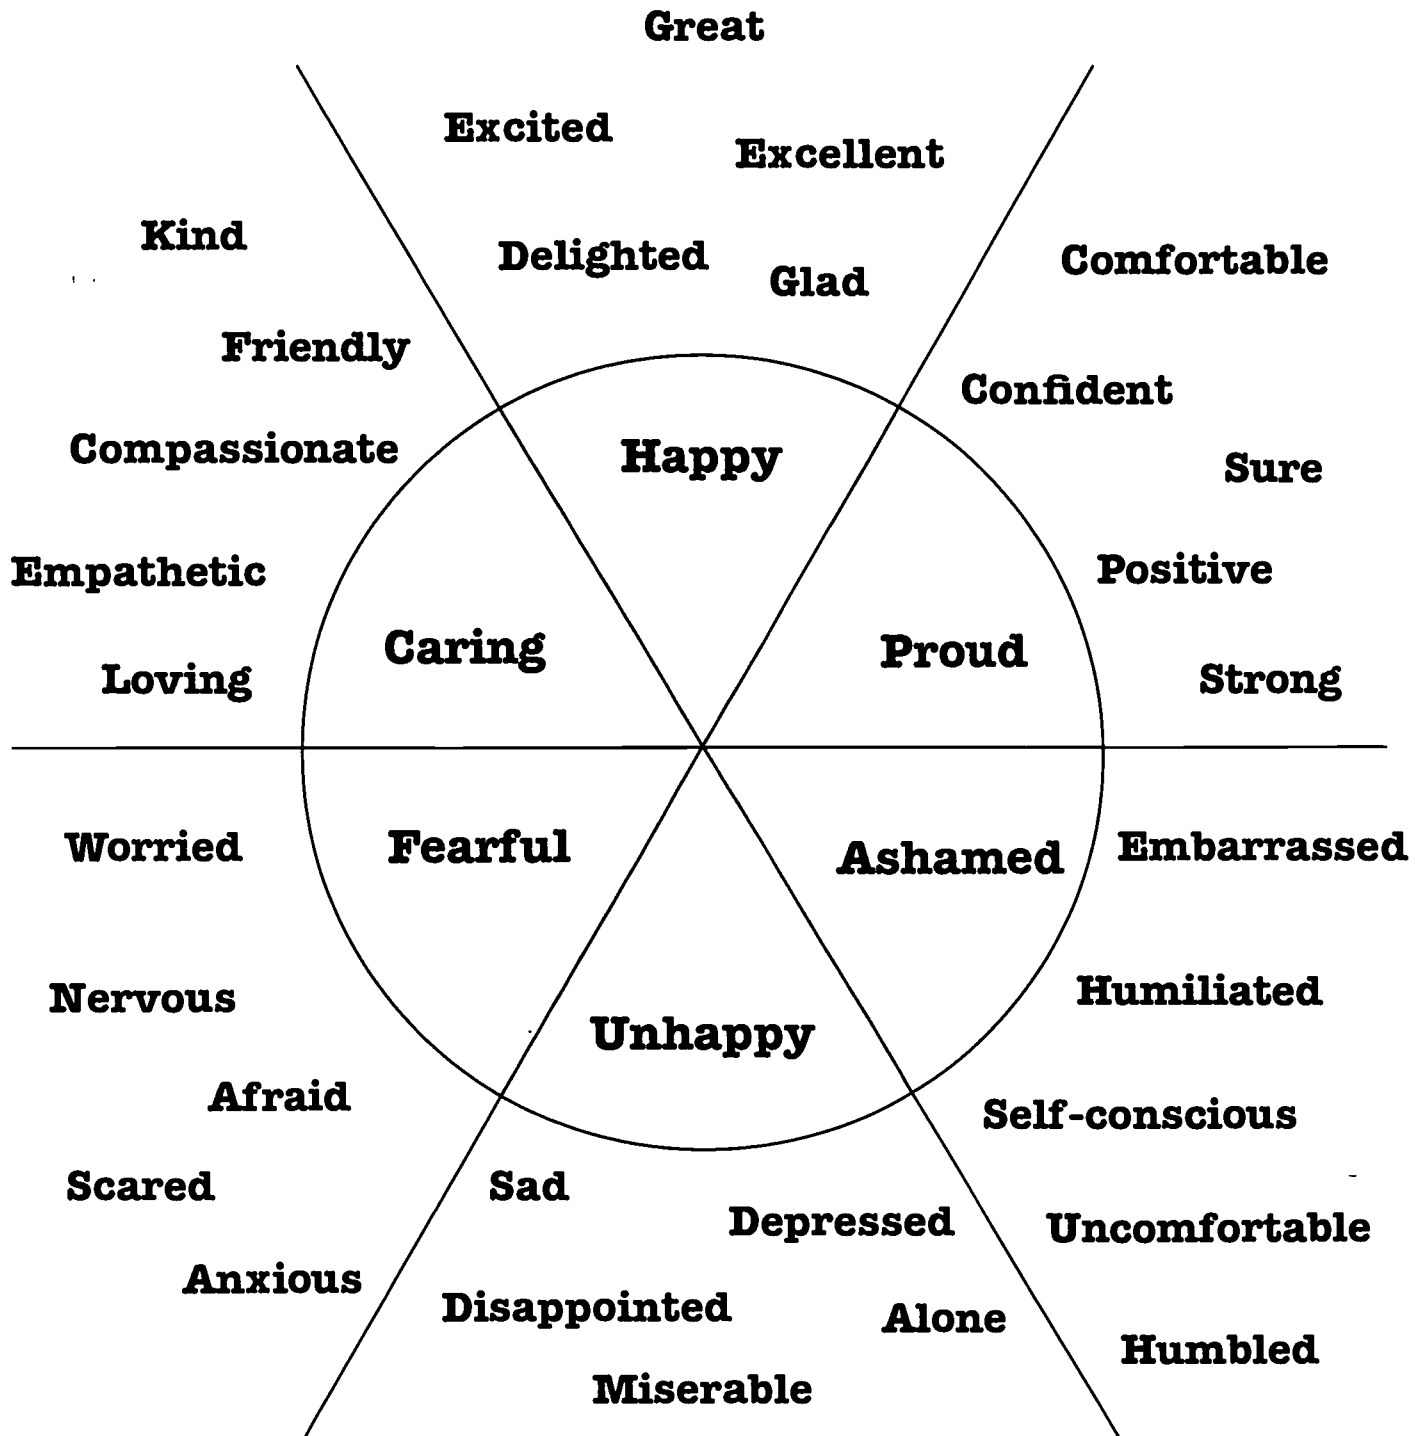 Great
Excited
Excellent
Kind
Delighted
Glad
Comfortable
Friendly
Confident
Compassionate
Happy
Sure
Empathetic
Positive
Caring
Proud
Loving
Strong
Worried
Fearful
Ashamed
Embarrassed
Nervous
Humiliated
Unhappy
Afraid
Self-conscious
Scared
Sad
Depressed
Uncomfortable
Anxious
Disappointed
Alone
Humbled
Miserable